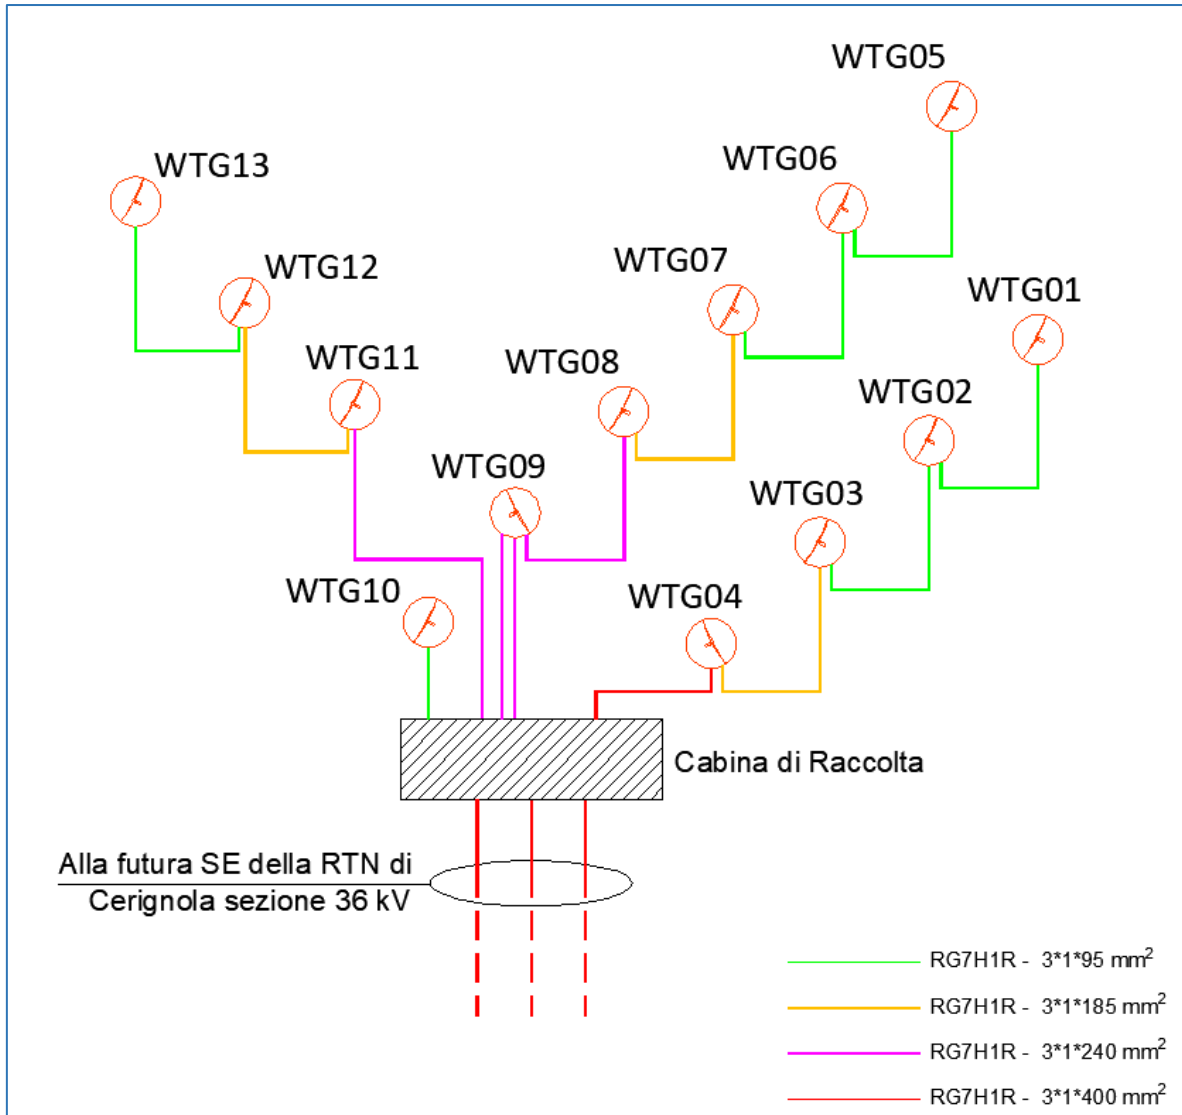 WTG05
WTG06
WTG13
WTG12
WTG07
WTG01
WTG11
WTG08
WTG02
WTG09
WTG03
WTG10
WTG04
Cabina di Raccolta
Alla futura SE della RTN di
Cerignola sezione 36 kV
RG7H1R - 3*1*95 mm²
RG7H1R - 3*1*185 mm²
RG7H1R - 3*1*240 mm²
RG7H1R - 3*1*400 mm²